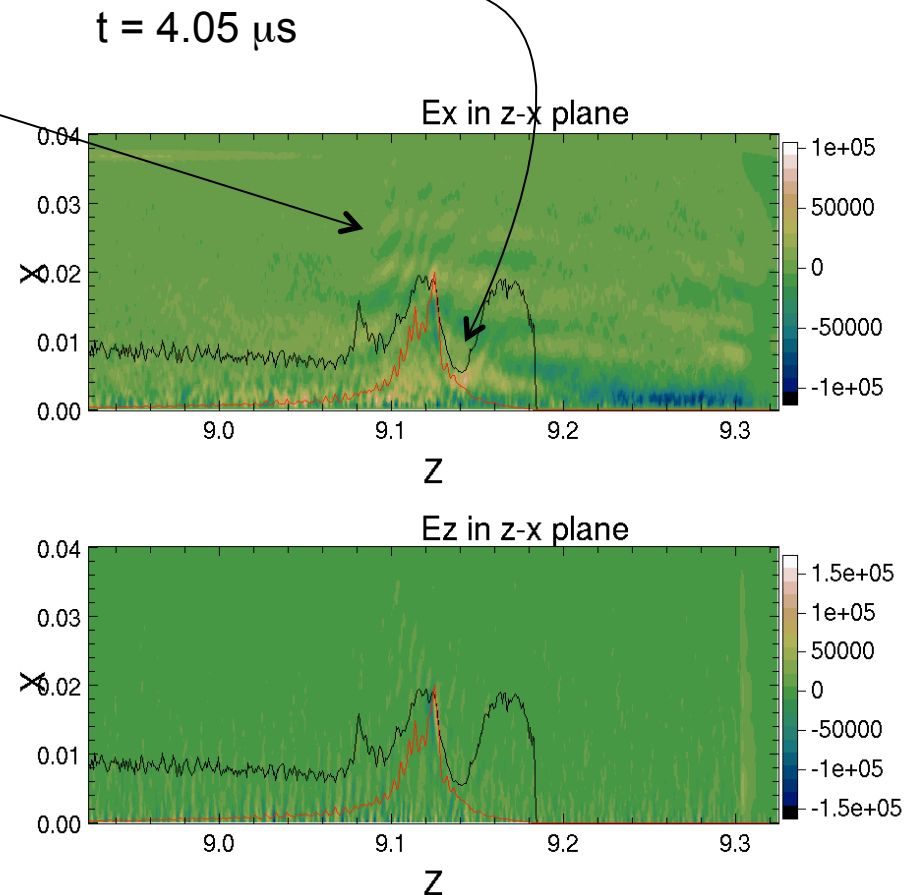 t = 4.05 μs
Ex in z-x plane
0.04
0.03
0.02
0.01
0.00
X
9.0 9.1 9.2 9.3
Z
1e+05
50000
0
-50000
-1e+05
Ez in z-x plane
0.04
0.03
0.02
0.01
0.00
X
9.0 9.1 9.2 9.3
Z
1.5e+05
1e+05
50000
0
-50000
-1e+05
-1.5e+05